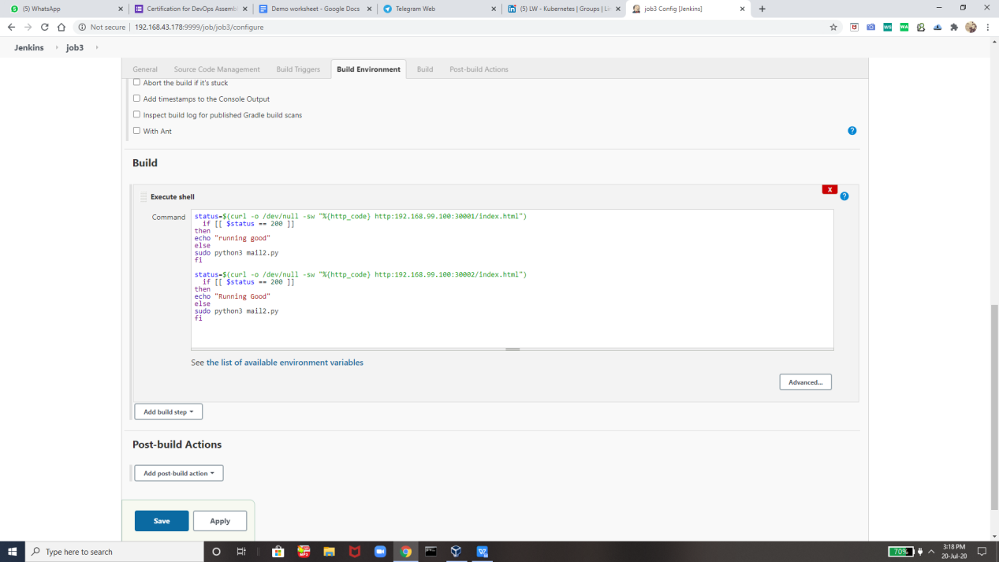 (5) WhatsApp
Certification for DevOps Assembl
Demo worksheet - Google Docs
Telegram Web
(5) LW - Kubernetes | Groups | Lin
job3 Config [Jenkins]
Not secure | 192.168.43.178:9999/job/job3/configure
Jenkins
job3
General
Source Code Management
Build Triggers
Build Environment
Build
Post-build Actions
Abort the build if it's stuck
Add timestamps to the Console Output
Inspect build log for published Gradle build scans
With Ant
Build
X
Execute shell
Command
status=$(curl -o /dev/null -sw "%{http_code} http:192.168.99.100:30001/index.html")
if [[ $status == 200 ]]
then
echo "running good"
else
sudo python3 mail2.py
fi
status=$(curl -o /dev/null -sw "%{http_code} http:192.168.99.100:30002/index.html")
if [[ $status == 200 ]]
then
echo "Running Good"
else
sudo python3 mail2.py
fi
See the list of available environment variables
Advanced...
Add build step
Post-build Actions
Add post-build action
Save
Apply
Type here to search
70%
3:18 PM
20-Jul-20